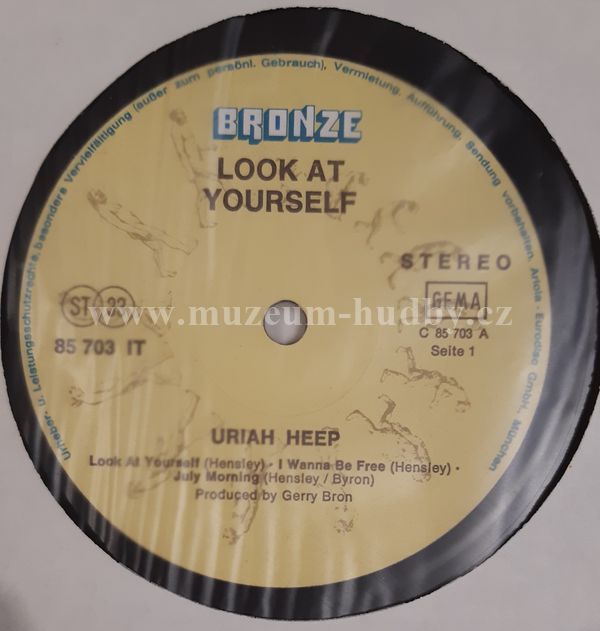 Urheber- u. Leistungsschutzrechte, besondere Vervielfältigung (außer zum persönl. Gebrauch), Vermietung, Aufführung, Sendung vorbehalten. Ariola-Eurodisc GmbH., München
BRONZE
LOOK AT
YOURSELF
STEREO
ST 33
GEMA
www.muzeum-hudby.cz
85 703 IT
C 85 703 A
Seite 1
URIAH HEEP
Look At Yourself (Hensley) · I Wanna Be Free (Hensley) ·
July Morning (Hensley / Byron)
Produced by Gerry Bron